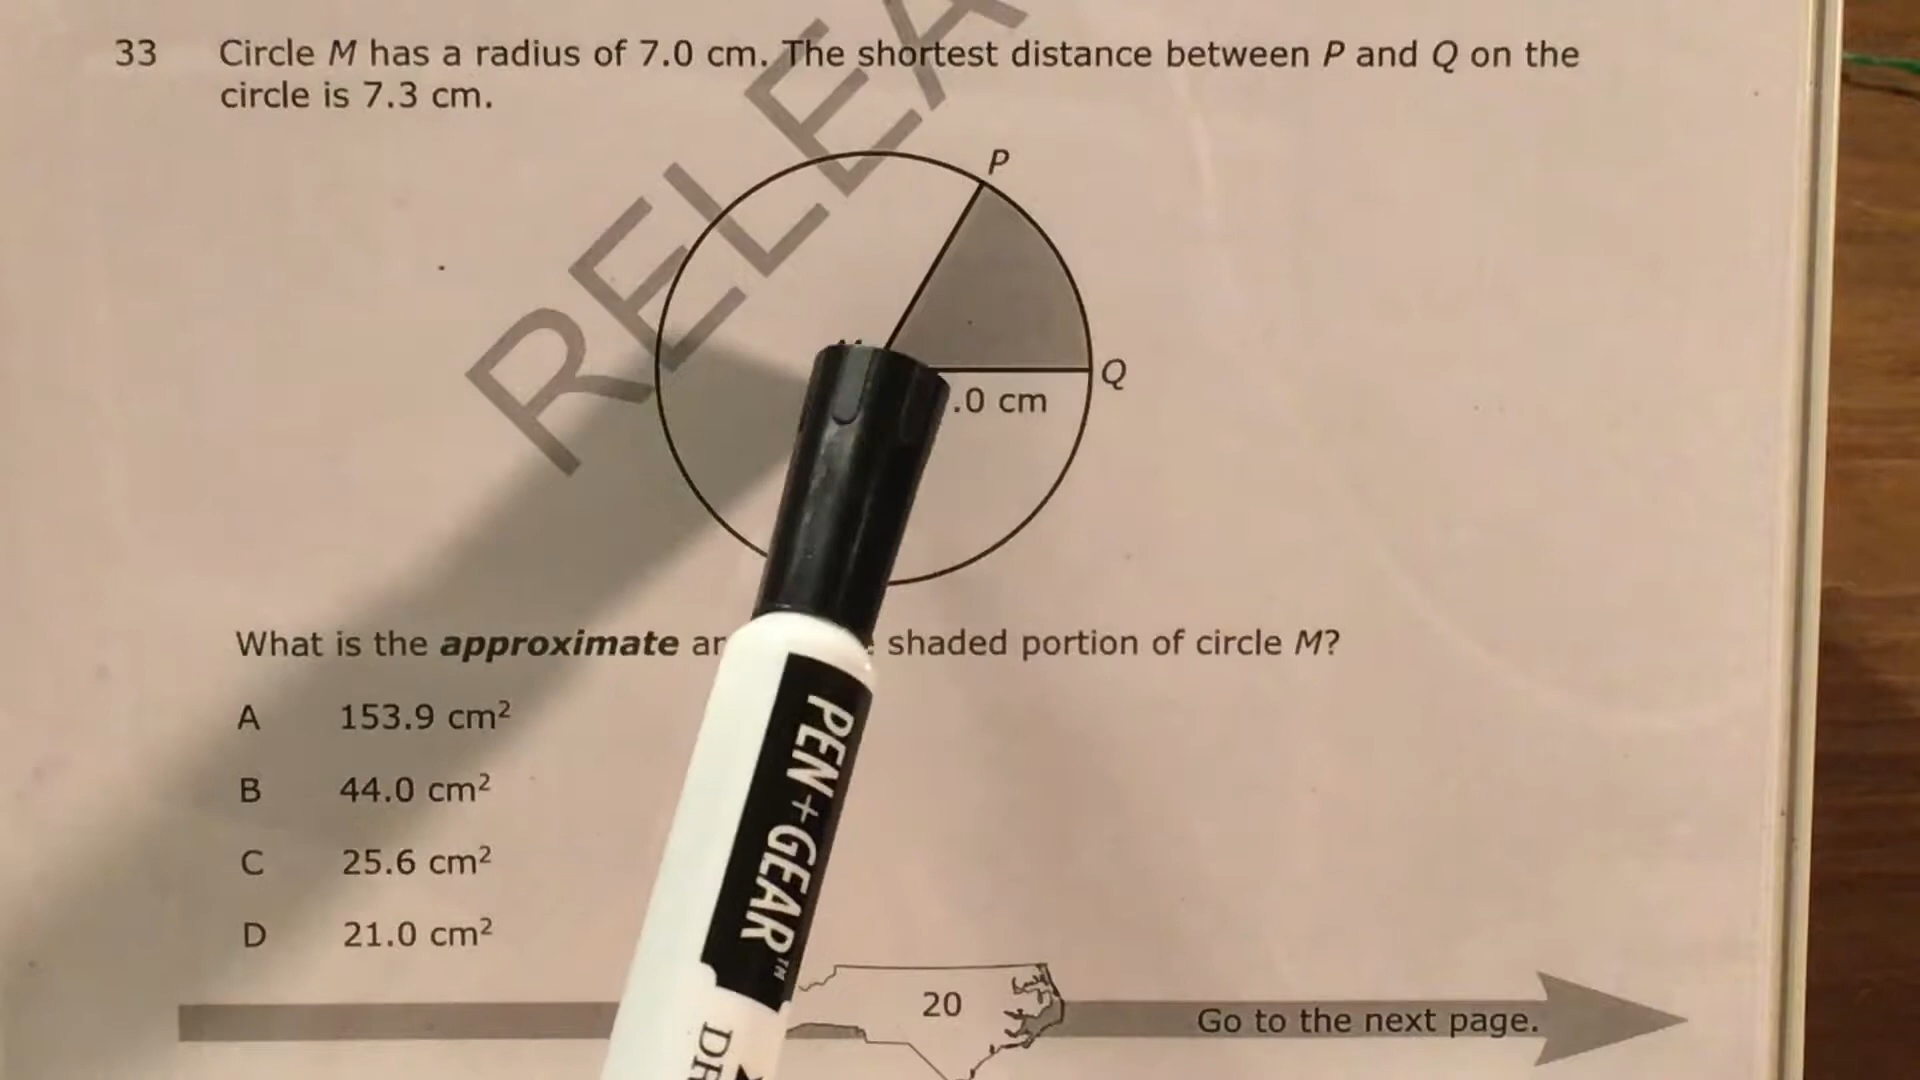 33 Circle M has a radius of 7.0 cm. The shortest distance between P and Q on the
circle is 7.3 cm.
RELEA
P
Q
.0 cm
What is the approximate shaded portion of circle M?
A 153.9 cm²
B 44.0 cm²
C 25.6 cm²
D 21.0 cm²
PEN+GEAR™
20
Go to the next page.